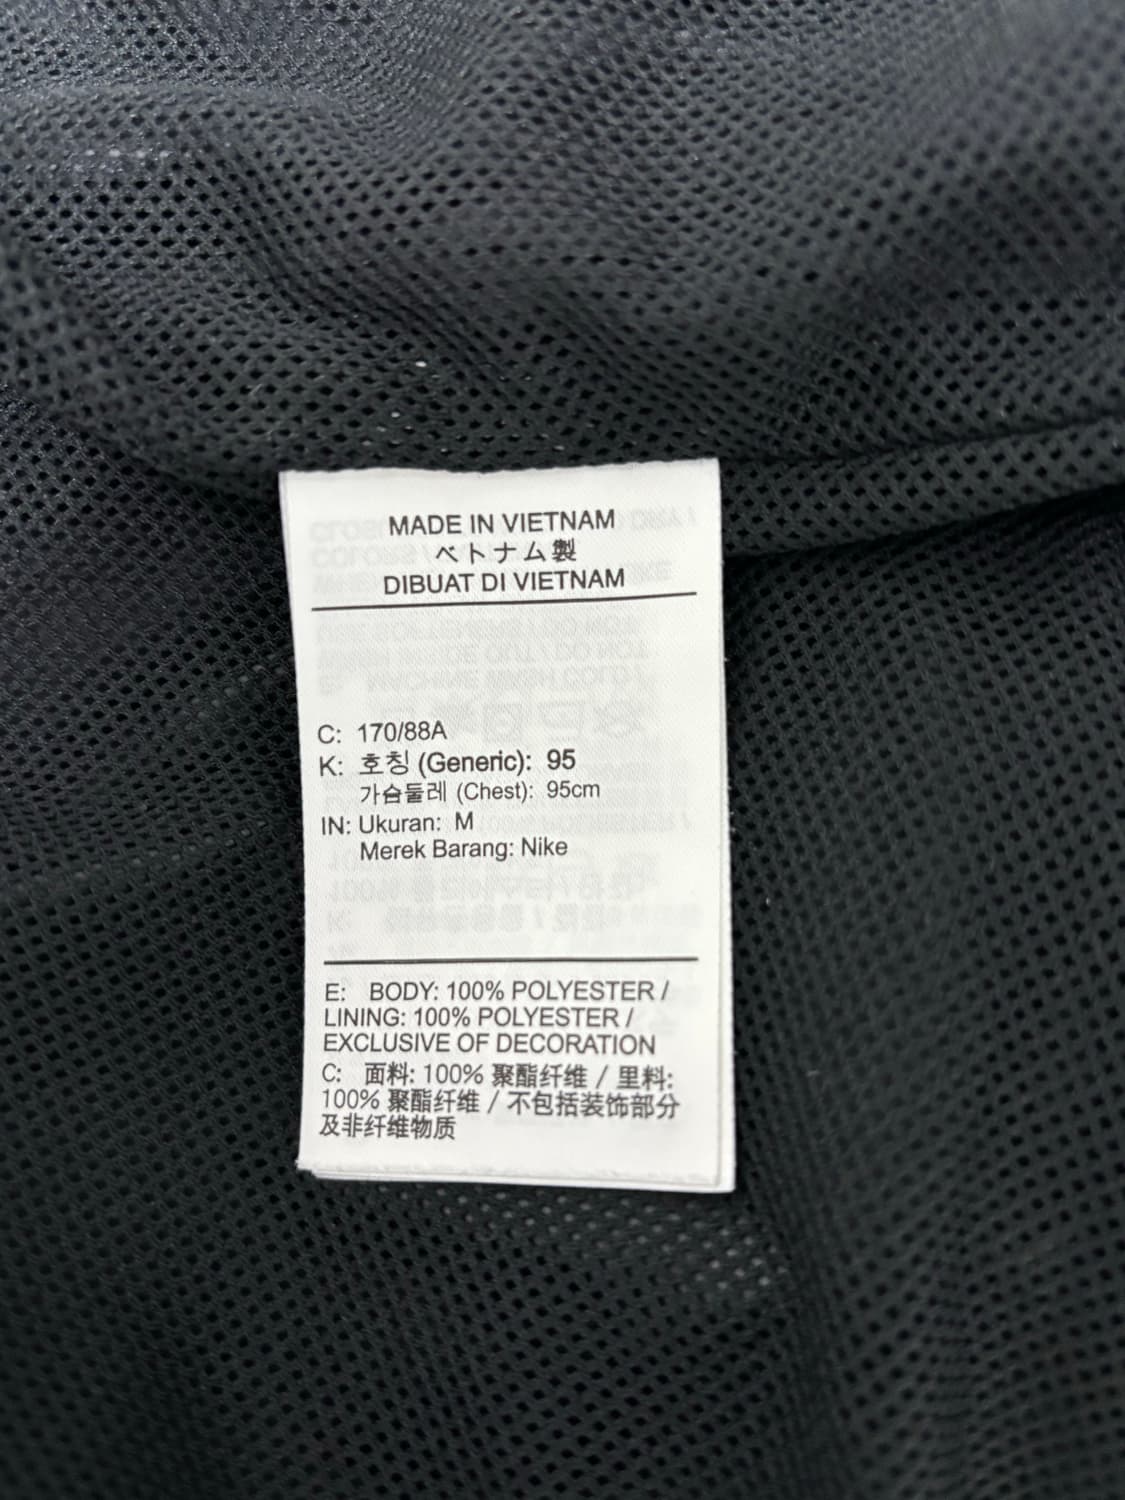 MADE IN VIETNAM
ベトナム製
DIBUAT DI VIETNAM
C: 170/88A
K: 호칭 (Generic): 95
가슴둘레 (Chest): 95cm
IN: Ukuran: M
Merek Barang: Nike
E: BODY: 100% POLYESTER /
LINING: 100% POLYESTER /
EXCLUSIVE OF DECORATION
C: 面料: 100% 聚酯纤维 / 里料:
100% 聚酯纤维 / 不包括装饰部分
及非纤维物质